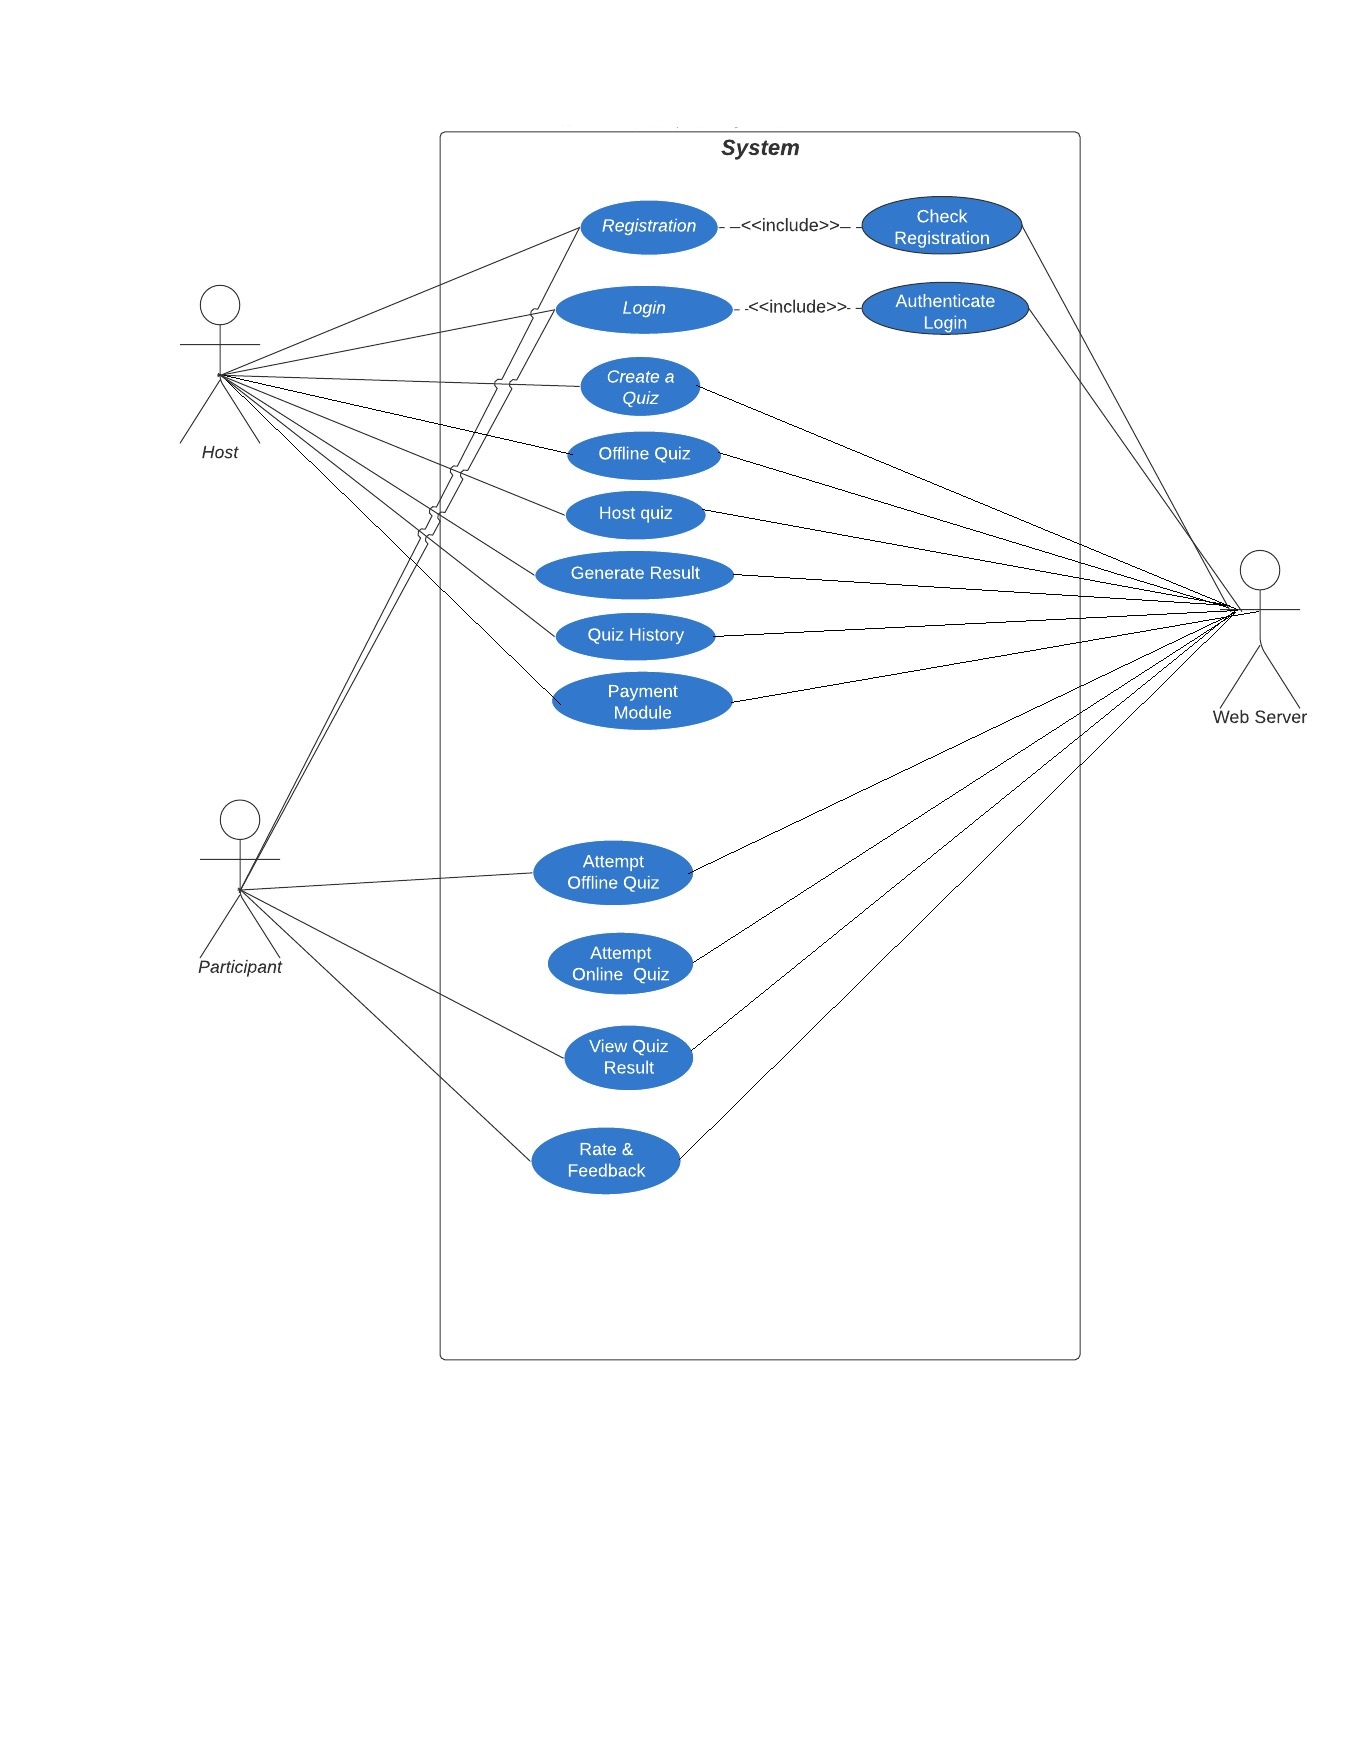 System
Registration
<<include>>
Check
Registration
Login
<<include>>
Authenticate
Login
Create a
Quiz
Host
Offline Quiz
Host quiz
Generate Result
Quiz History
Payment
Module
Web Server
Attempt
Offline Quiz
Participant
Attempt
Online  Quiz
View Quiz
Result
Rate &
Feedback